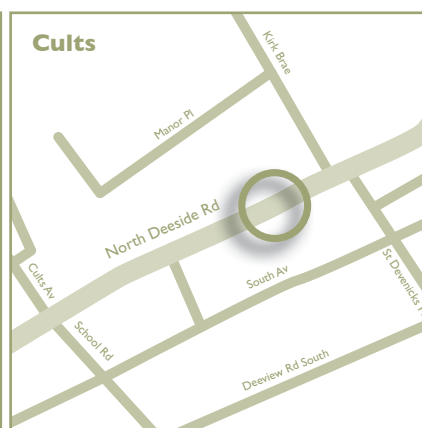 Cults
Kirk Brae
Manor Pl
North Deeside Rd
Cults Av
South Av
St Devenicks
School Rd
Deeview Rd South